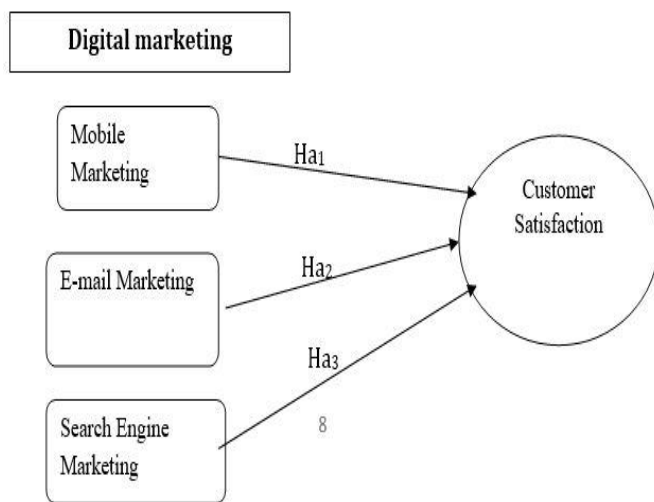 Digital marketing
Mobile
Marketing
Ha1
Customer
Satisfaction
E-mail Marketing
Ha2
Ha3
Search Engine
Marketing
8